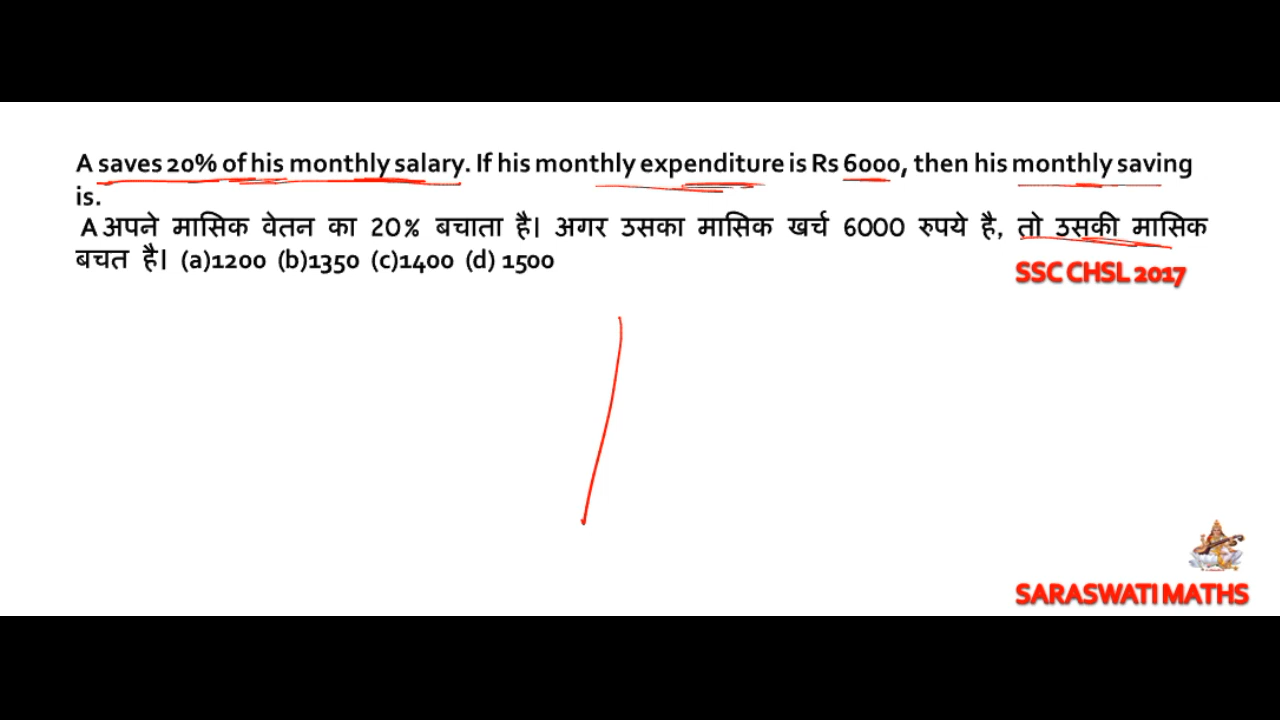 A saves 20% of his monthly salary. If his monthly expenditure is Rs 6000, then his monthly saving
is.
A अपने मासिक वेतन का 20% बचाता है। अगर उसका मासिक खर्च 6000 रुपये है, तो उसकी मासिक
बचत है। (a)1200 (b)1350 (c)1400 (d) 1500
SSC CHSL 2017
SARASWATI MATHS